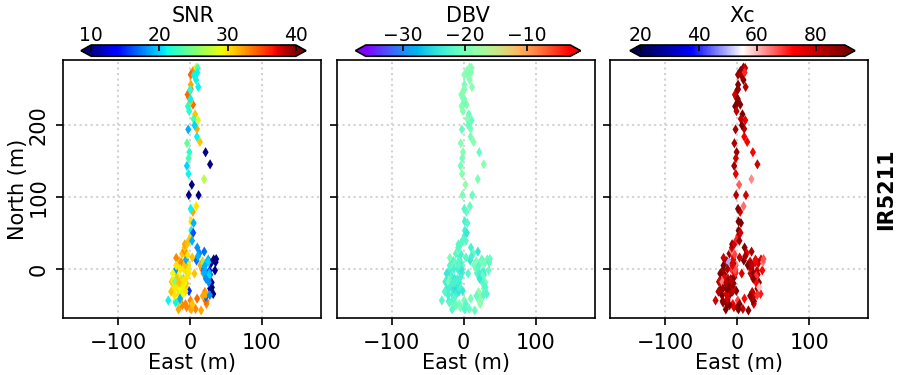 SNR DBV Xc
10 20 30 40 −30 −20 −10 20 40 60 80
North (m)
200
100
0
−100 0 100 −100 0 100 −100 0 100
East (m) East (m) East (m)
IR5211